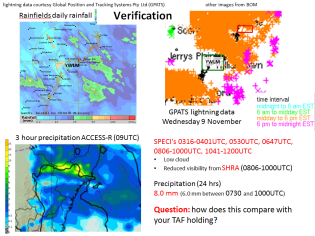 lightning data courtesy Global Position and Tracking Systems Pty Ltd (GPATS)
other images from BOM
Rainfields daily rainfall
Verification
YWLM
Jerrys P
YWLM
time interval
midnight to 6 am EST
6 am to midday EST
midday to 6 pm EST
6 pm to midnight EST
GPATS lightning data
Wednesday 9 November
3 hour precipitation ACCESS-R (09UTC)
SPECI's 0316-0401UTC, 0530UTC, 0647UTC,
0806-1000UTC, 1041-1200UTC
• Low cloud
• Reduced visibility from SHRA (0806-1000UTC)
Precipitation (24 hrs)
8.0 mm (6.0 mm between 0730 and 1000UTC)
Question: how does this compare with
your TAF holding?